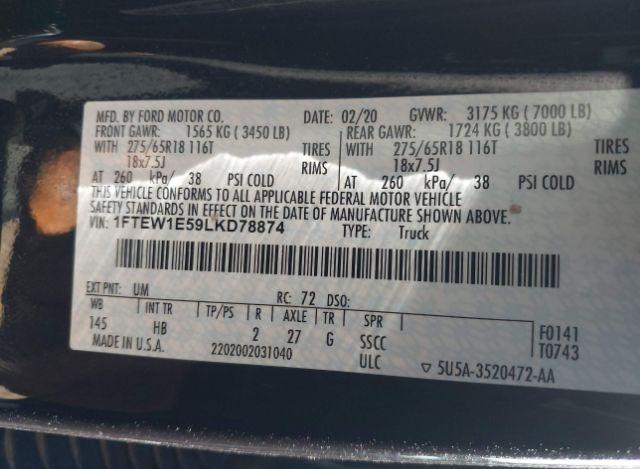 MFD. BY FORD MOTOR CO. DATE: 02/20 GVWR: 3175 KG ( 7000 LB)
FRONT GAWR: 1565 KG ( 3450 LB) REAR GAWR: 1724 KG ( 3800 LB)
WITH 275/65R18 116T TIRES WITH 275/65R18 116T TIRES
18x7.5J RIMS 18x7.5J RIMS
AT 260 kPa/ 38 PSI COLD AT 260 kPa/ 38 PSI COLD
THIS VEHICLE CONFORMS TO ALL APPLICABLE FEDERAL MOTOR VEHICLE
SAFETY STANDARDS IN EFFECT ON THE DATE OF MANUFACTURE SHOWN ABOVE.
VIN: 1FTEW1E59LKD78874 TYPE: Truck
EXT PNT: UM RC: 72 DSO:
WB INT TR TP/PS R AXLE TR SPR
145 HB 2 27 G SSCC F0141
MADE IN U.S.A. 2202002031040 ULC T0743
▽ 5U5A-3520472-AA